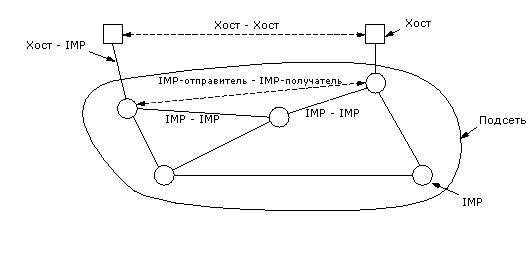 Хост - Хост
Хост
Хост - IMP
IMP-отправитель - IMP-получатель
IMP - IMP
IMP - IMP
Подсеть
IMP